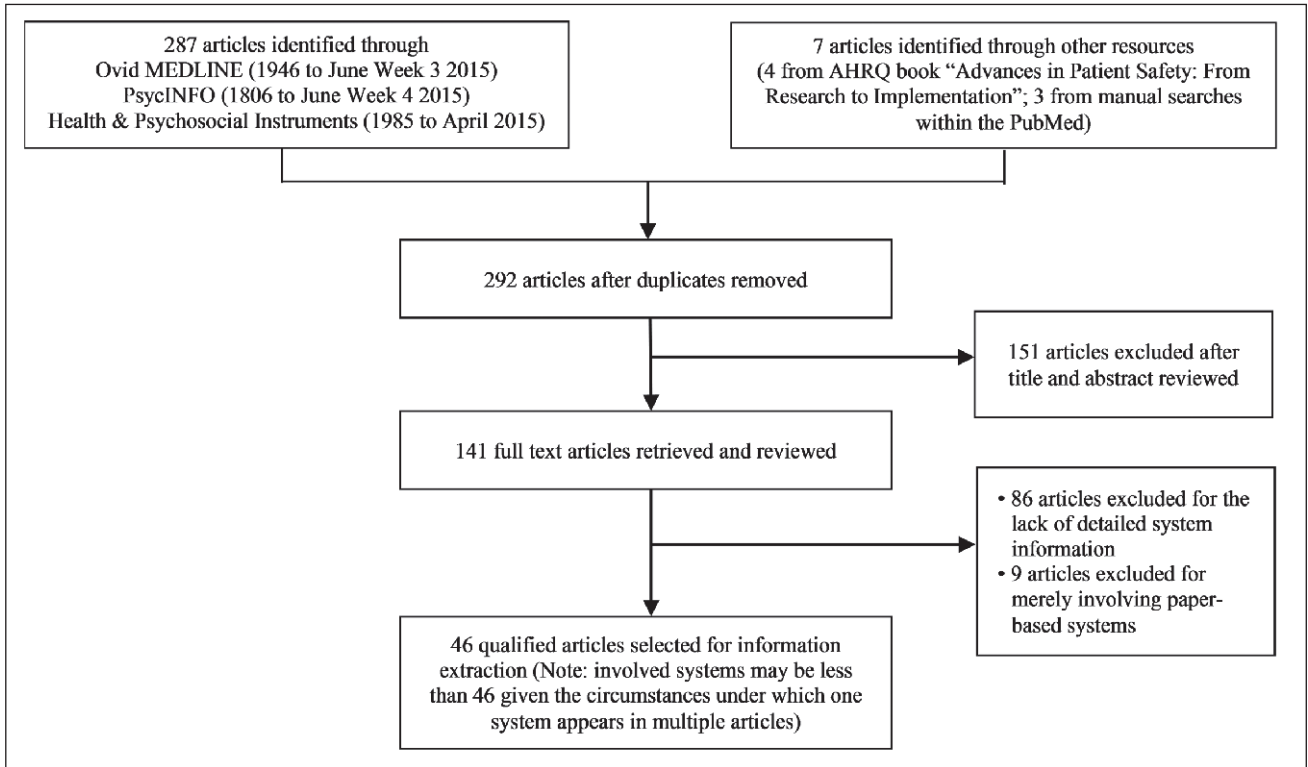 287 articles identified through
Ovid MEDLINE (1946 to June Week 3 2015)
PsycINFO (1806 to June Week 4 2015)
Health & Psychosocial Instruments (1985 to April 2015)
7 articles identified through other resources
(4 from AHRQ book “Advances in Patient Safety: From
Research to Implementation”; 3 from manual searches
within the PubMed)
292 articles after duplicates removed
151 articles excluded after
title and abstract reviewed
141 full text articles retrieved and reviewed
• 86 articles excluded for the
lack of detailed system
information
• 9 articles excluded for
merely involving paper-
based systems
46 qualified articles selected for information
extraction (Note: involved systems may be less
than 46 given the circumstances under which one
system appears in multiple articles)